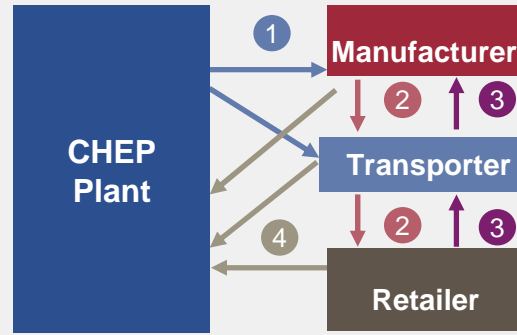 1
Manufacturer
2
3
CHEP
Plant
Transporter
2
3
4
Retailer